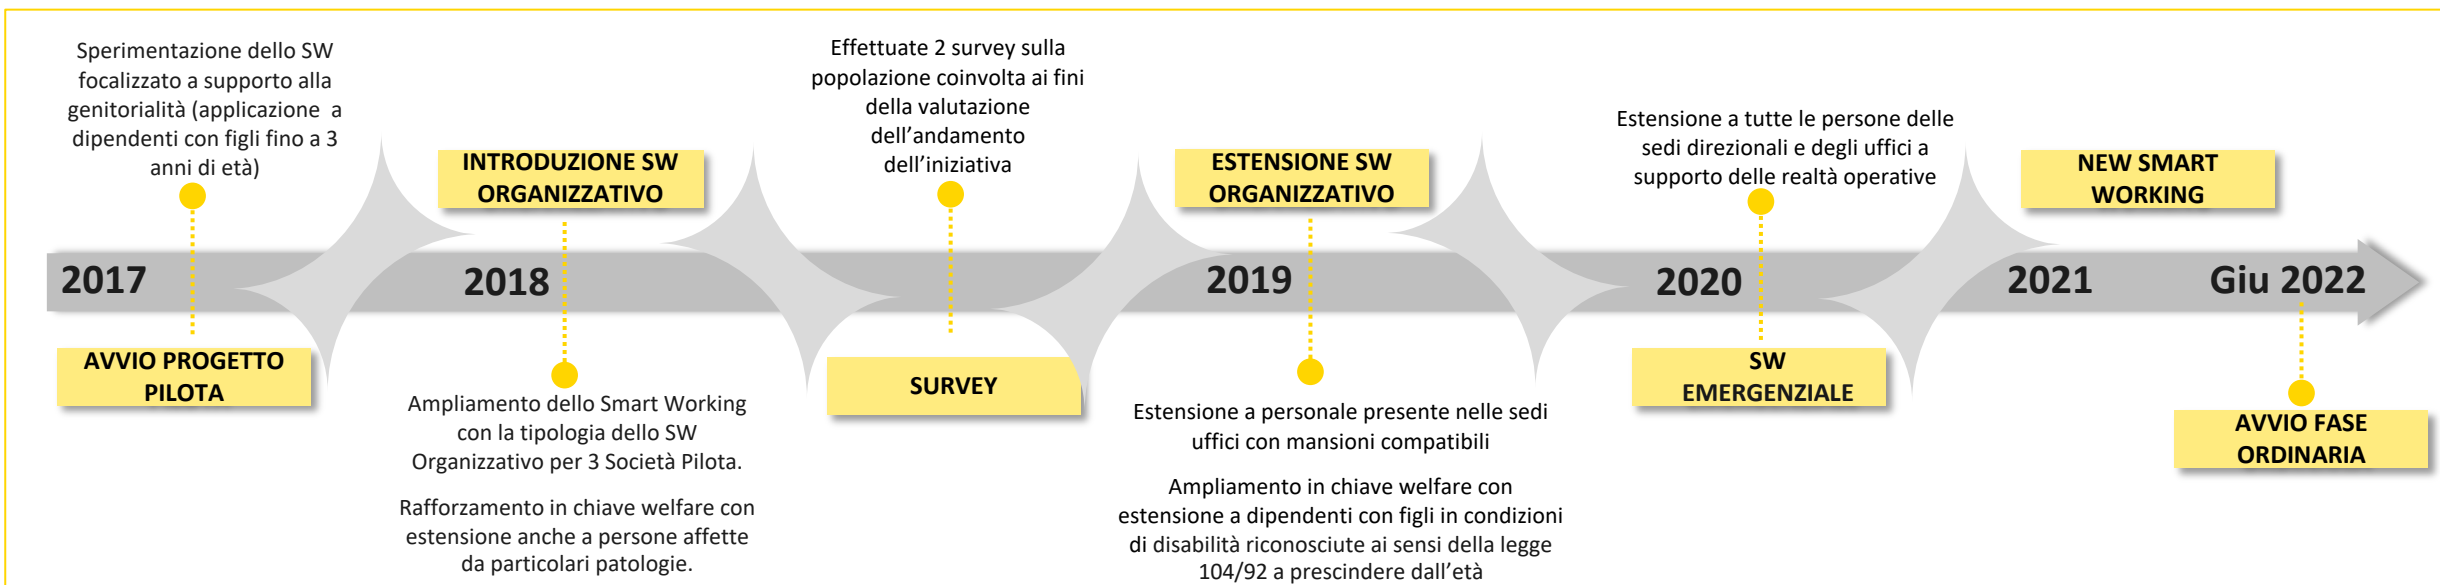 Sperimentazione dello SW
focalizzato a supporto alla
genitorialità (applicazione a
dipendenti con figli fino a 3
anni di età)
2017
AVVIO PROGETTO
PILOTA
INTRODUZIONE SW
ORGANIZZATIVO
2018
Ampliamento dello Smart Working
con la tipologia dello SW
Organizzativo per 3 Società Pilota.
Rafforzamento in chiave welfare con
estensione anche a persone affette
da particolari patologie.
Effettuate 2 survey sulla
popolazione coinvolta ai fini
della valutazione
dell’andamento
dell’iniziativa
SURVEY
ESTENSIONE SW
ORGANIZZATIVO
2019
Estensione a personale presente nelle sedi
uffici con mansioni compatibili
Ampliamento in chiave welfare con
estensione a dipendenti con figli in condizioni
di disabilità riconosciute ai sensi della legge
104/92 a prescindere dall’età
Estensione a tutte le persone delle
sedi direzionali e degli uffici a
supporto delle realtà operative
2020
SW
EMERGENZIALE
NEW SMART
WORKING
2021
Giu 2022
AVVIO FASE
ORDINARIA